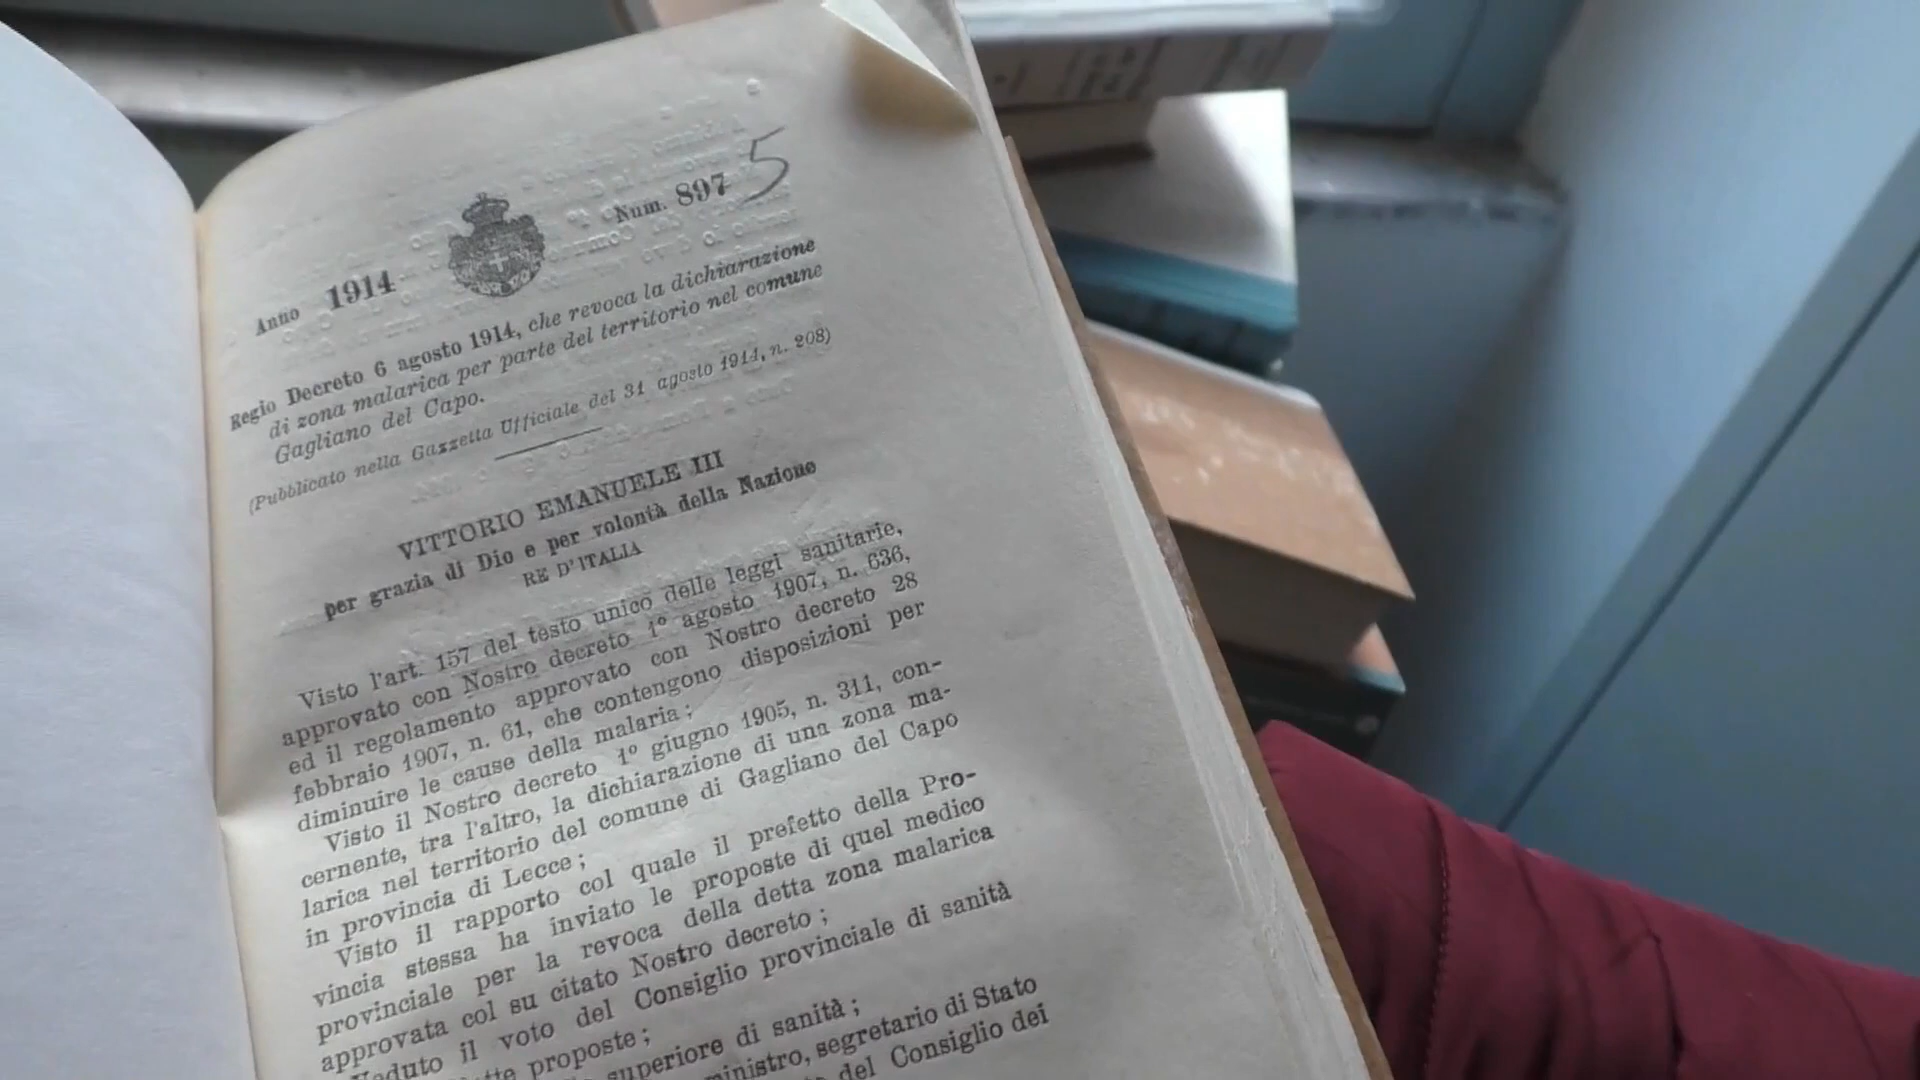 5
Anno 1914
Num. 897
Regio Decreto 6 agosto 1914, che revoca la dichiarazione
di zona malarica per parte del territorio nel comune
Gagliano del Capo.
(Pubblicato nella Gazzetta Ufficiale del 31 agosto 1914, n. 208)
VITTORIO EMANUELE III
per grazia di Dio e per volontà della Nazione
RE D'ITALIA
Visto l'art. 157 del testo unico delle leggi sanitarie,
approvato con Nostro decreto 1º agosto 1907, n. 636,
ed il regolamento approvato con Nostro decreto 28
febbraio 1907, n. 61, che contengono disposizioni per
diminuire le cause della malaria;
Visto il Nostro decreto 1º giugno 1905, n. 311, con-
cernente, tra l'altro, la dichiarazione di una zona ma-
larica nel territorio del comune di Gagliano del Capo
in provincia di Lecce;
Visto il rapporto col quale il prefetto della Pro-
vincia stessa ha inviato le proposte di quel medico
provinciale per la revoca della detta zona malarica
approvata col su citato Nostro decreto;
Veduto il voto del Consiglio provinciale di sanità
proposte;
superiore di sanità;
ministro, segretario di Stato
del Consiglio dei